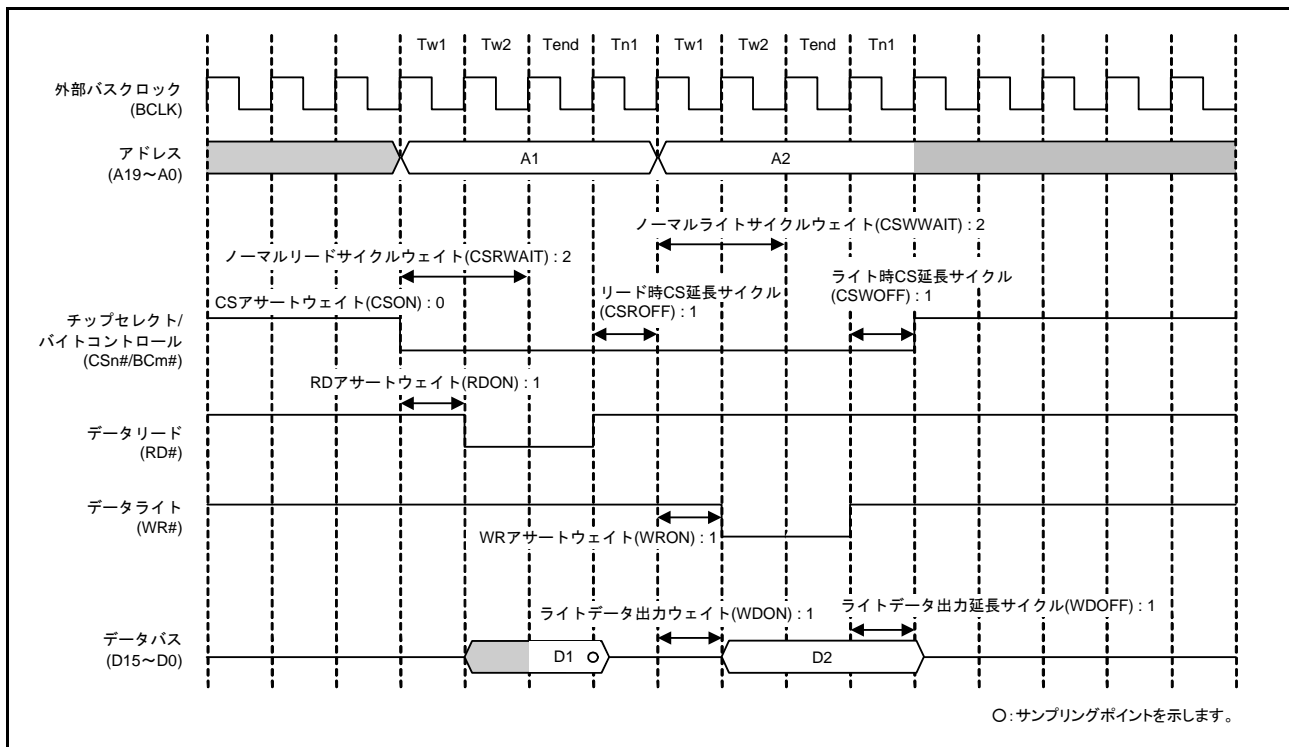 Tw1 Tw2 Tend Tn1 Tw1 Tw2 Tend Tn1
外部バスクロック
(BCLK)
アドレス
(A19～A0)
A1
A2
ノーマルライトサイクルウェイト(CSWWAIT) : 2
ノーマルリードサイクルウェイト(CSRWAIT) : 2
ライト時CS延長サイクル
(CSWOFF) : 1
リード時CS延長サイクル
(CSROFF) : 1
CSアサートウェイト(CSON) : 0
チップセレクト/
バイトコントロール
(CSn#/BCm#)
RDアサートウェイト(RDON) : 1
データリード
(RD#)
データライト
(WR#)
WRアサートウェイト(WRON) : 1
ライトデータ出力ウェイト(WDON) : 1
ライトデータ出力延長サイクル(WDOFF) : 1
データバス
(D15～D0)
D1
D2
○：サンプリングポイントを示します。